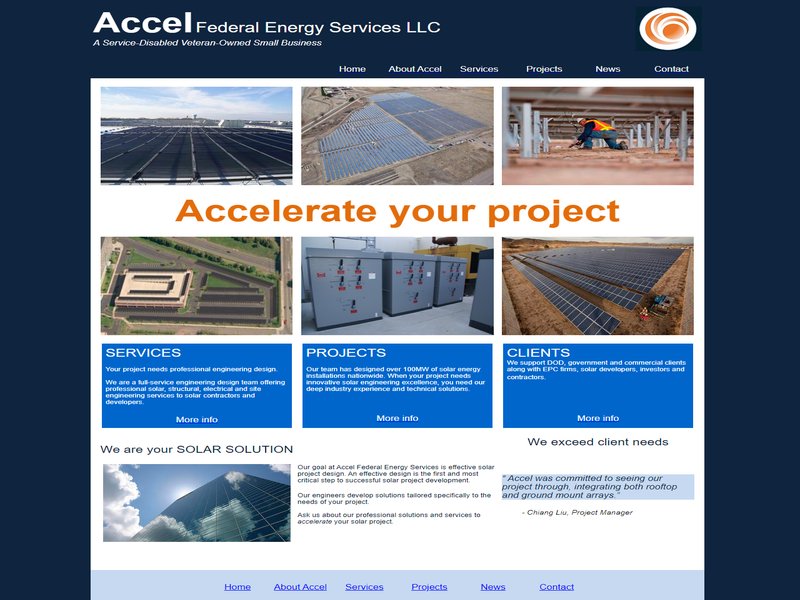 Accel Federal Energy Services LLC
A Service-Disabled Veteran-Owned Small Business
Home About Accel Services Projects News Contact
Accelerate your project
SERVICES
Your project needs professional engineering design.
We are a full-service engineering design team offering
professional solar, structural, electrical and site
engineering services to solar contractors and
developers.
More info
PROJECTS
Our team has designed over 100MW of solar energy
installations nationwide. When your project needs
innovative solar engineering excellence, you need our
deep industry experience and technical solutions.
More info
CLIENTS
We support DOD, government and commercial clients
along with EPC firms, solar developers, investors and
contractors.
More info
We are your SOLAR SOLUTION
Our goal at Accel Federal Energy Services is effective solar
project design. An effective design is the first and most
critical step to successful solar project development.
Our engineers develop solutions tailored specifically to the
needs of your project.
Ask us about our professional solutions and services to
accelerate your solar project.
We exceed client needs
“ Accel was committed to seeing our
project through, integrating both rooftop
and ground mount arrays.”
- Chiang Liu, Project Manager
Home About Accel Services Projects News Contact